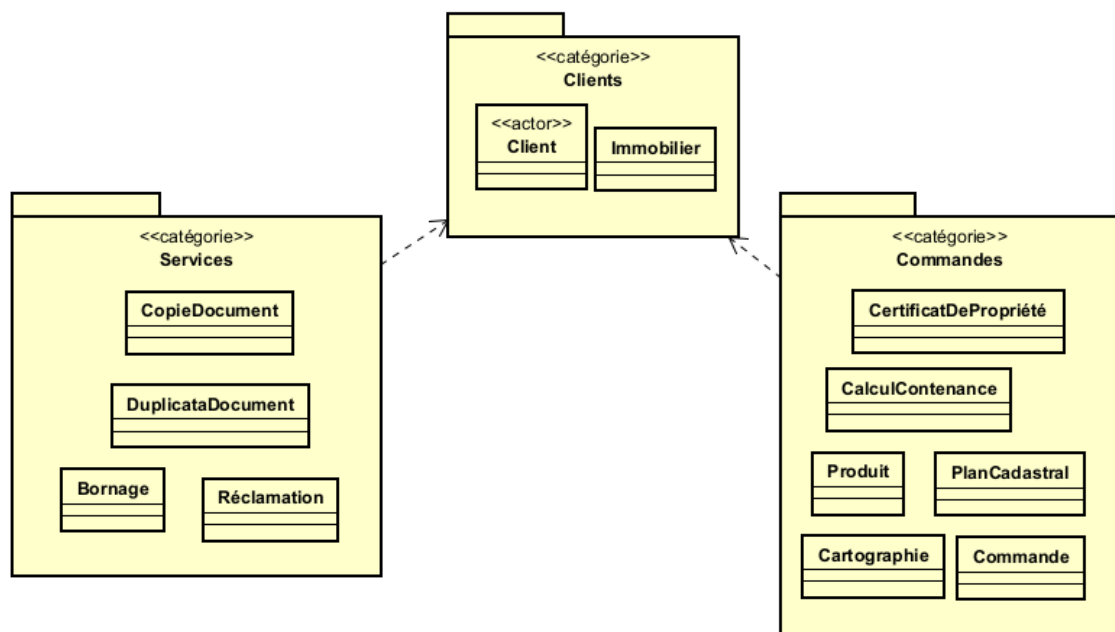 <<catégorie>>
Clients
<<actor>>
Client
Immobilier
<<catégorie>>
Services
CopieDocument
DuplicataDocument
Bornage
Réclamation
<<catégorie>>
Commandes
CertificatDePropriété
CalculContenance
Produit
PlanCadastral
Cartographie
Commande